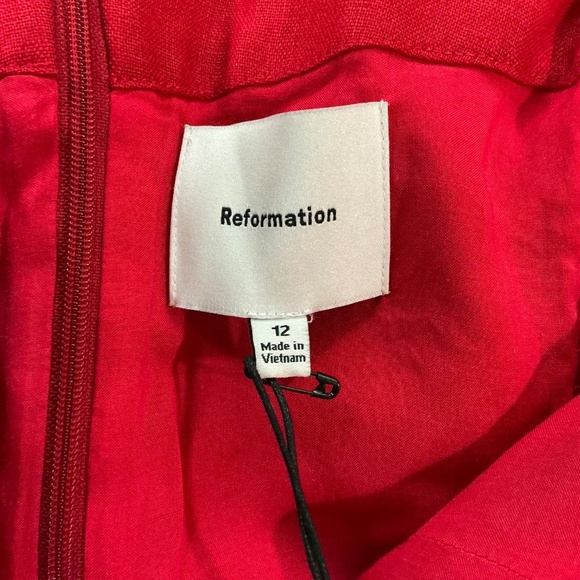 Reformation
12
Made in
Vietnam